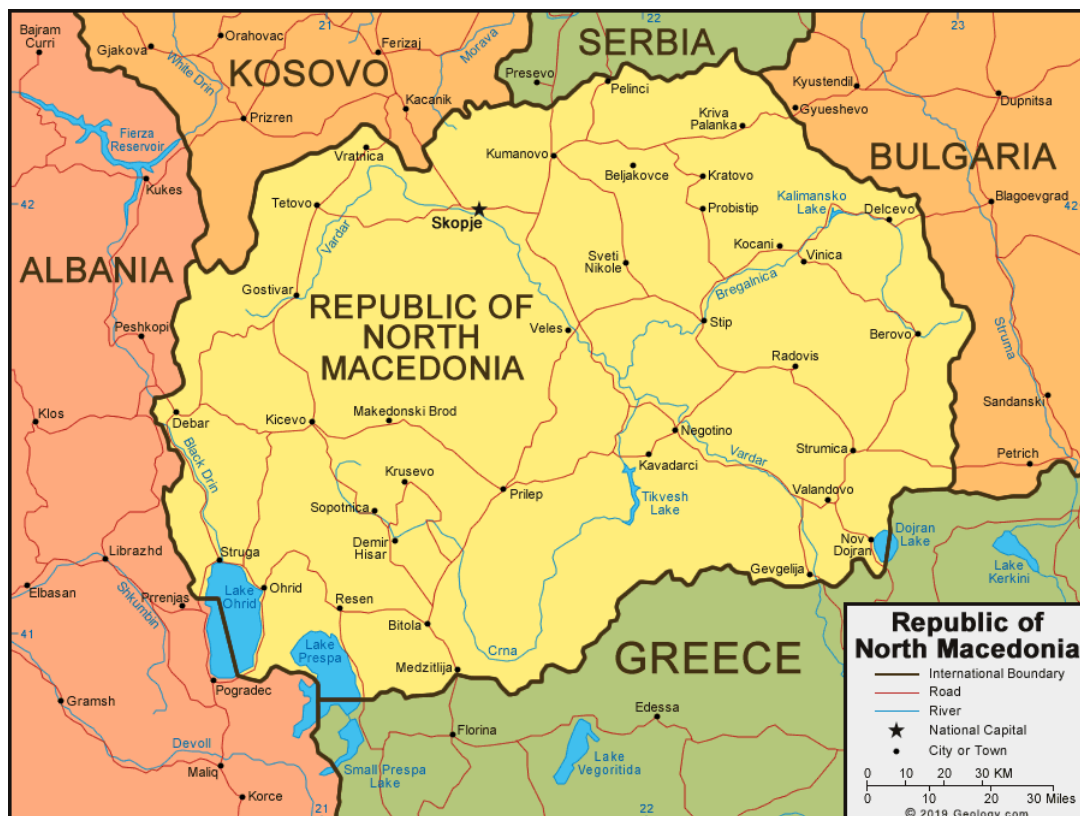 21
22
23
Bajram
Curri
Gjakova
Orahovac
Ferizaj
Morava
SERBIA
White Drin
KOSOVO
Presevo
Pelinci
Kyustendil
Dupnitsa
Kacanik
Gyueshevo
Prizren
Kriva
Palanka
Fierza
Reservoir
Vratnica
Kumanovo
BULGARIA
Beljakovce
Kratovo
Kukes
42
Tetovo
Kalimansko
Lake
Delcevo
Blagoevgrad
42
Probistip
Skopje
Vardar
Kocani
Vinica
ALBANIA
Sveti
Nikole
Bregalnica
Gostivar
REPUBLIC OF
NORTH
MACEDONIA
Peshkopi
Veles
Stip
Berovo
Struma
Radovis
Klos
Debar
Kicevo
Makedonski Brod
Sandanski
Negotino
Black Drin
Vardar
Strumica
Petrich
Kavadarci
Krusevo
Prilep
Tikvesh
Lake
Valandovo
Sopotnica
Demir
Hisar
Nov
Dojran
Dojran
Lake
Librazhd
Struga
Gevgelija
Lake
Kerkini
Elbasan
Shkumbin
Prrenjas
Lake
Ohrid
Ohrid
Resen
Bitola
41
Lake
Prespa
Crna
GREECE
Medzitlija
Pogradec
Gramsh
Edessa
Florina
Devoll
Maliq
Small Prespa
Lake
Lake
Vegoritida
Korce
21
22
Republic of
North Macedonia
International Boundary
Road
River
National Capital
City or Town
0 10 20 30 KM
0 10 20 30 Miles
© 2019 Geology.com